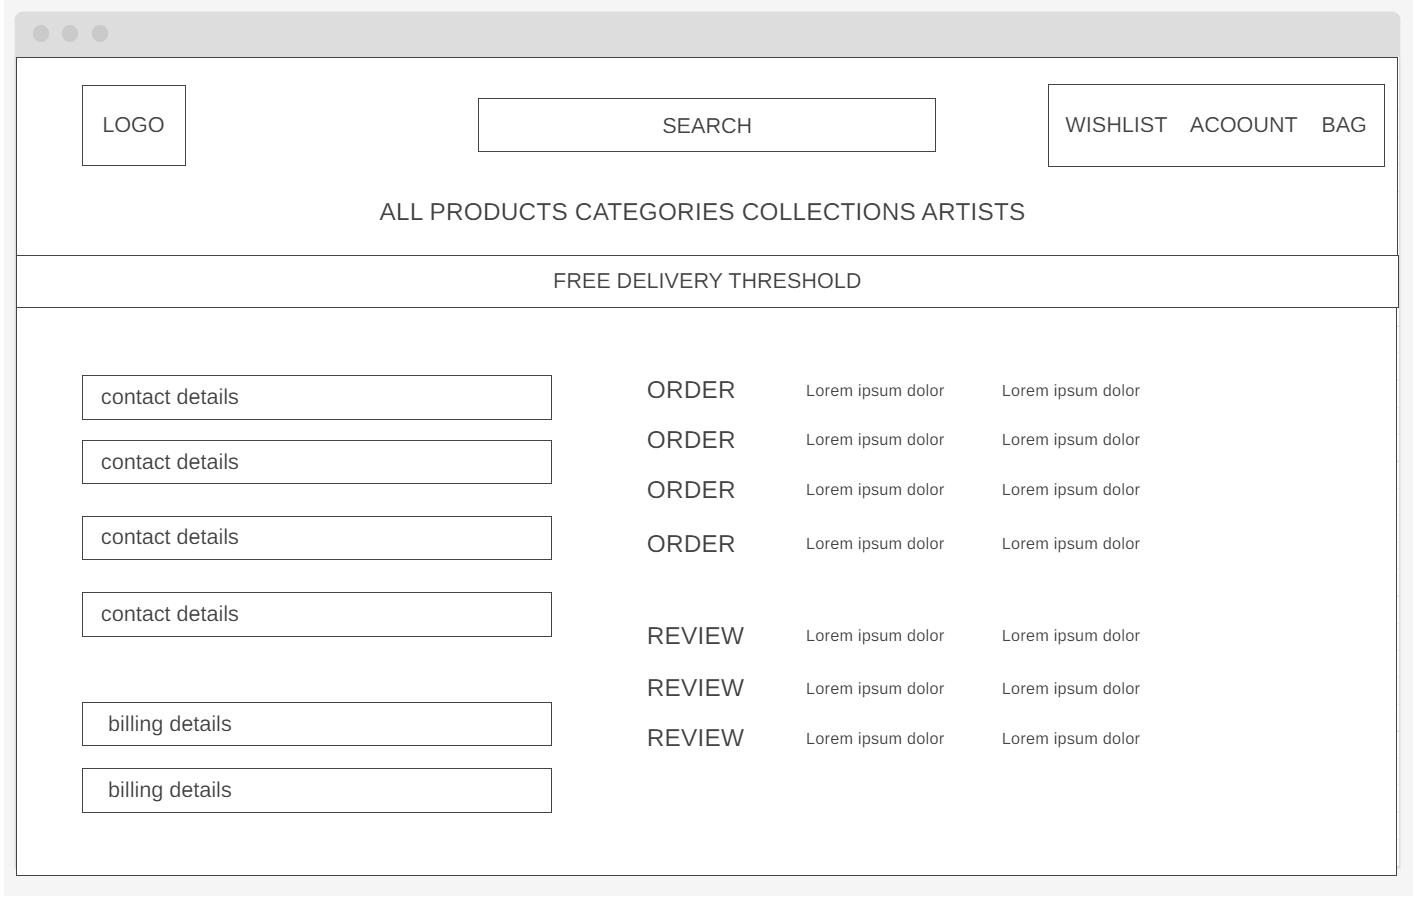 LOGO
SEARCH
WISHLIST ACOOUNT BAG
ALL PRODUCTS CATEGORIES COLLECTIONS ARTISTS
FREE DELIVERY THRESHOLD
contact details
contact details
contact details
contact details
billing details
billing details
ORDER Lorem ipsum dolor Lorem ipsum dolor
ORDER Lorem ipsum dolor Lorem ipsum dolor
ORDER Lorem ipsum dolor Lorem ipsum dolor
ORDER Lorem ipsum dolor Lorem ipsum dolor
REVIEW Lorem ipsum dolor Lorem ipsum dolor
REVIEW Lorem ipsum dolor Lorem ipsum dolor
REVIEW Lorem ipsum dolor Lorem ipsum dolor